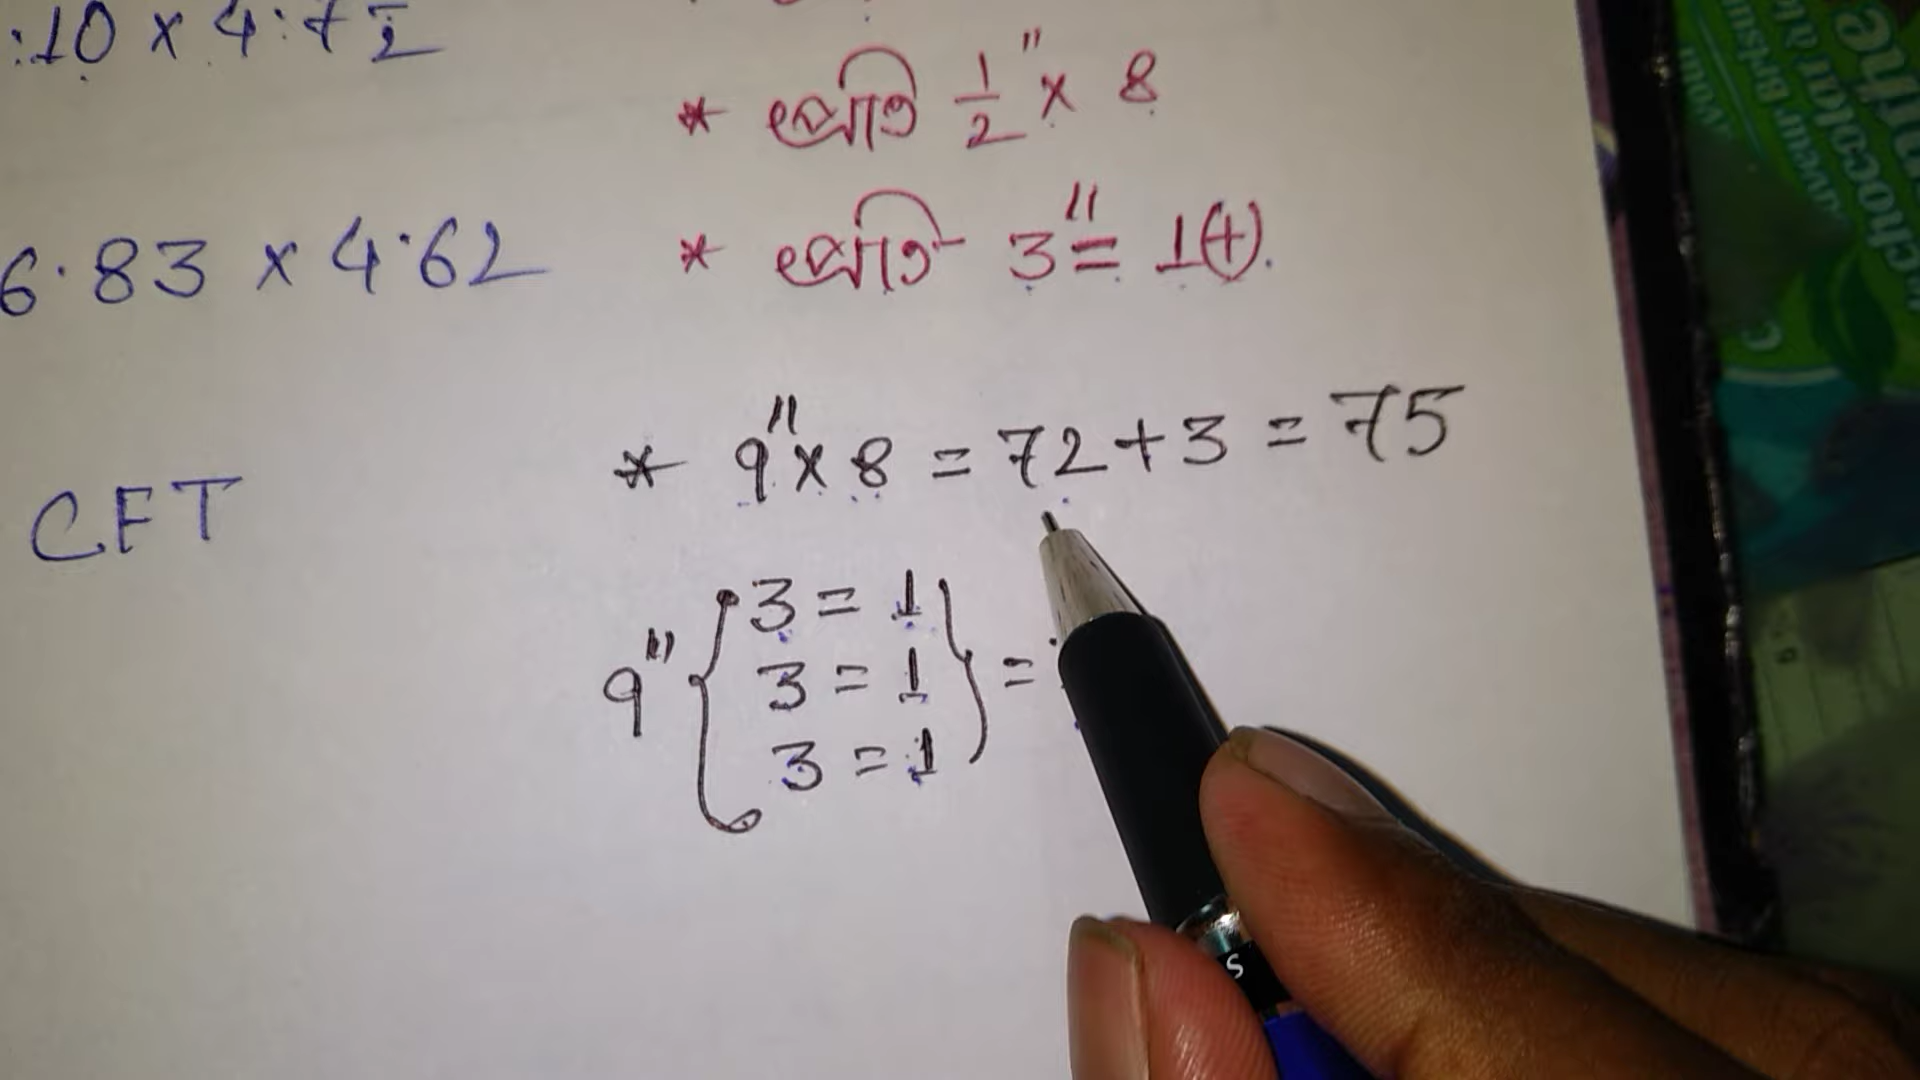 :10 x 4:7½
* প্রতি ½" x 8
6.83 x 4.62
* প্রতি 3" = 1(+).
* 9" x 8 = 72 + 3 = 75
CFT
9" { 3 = 1
3 = 1
3 = 1 } =
S